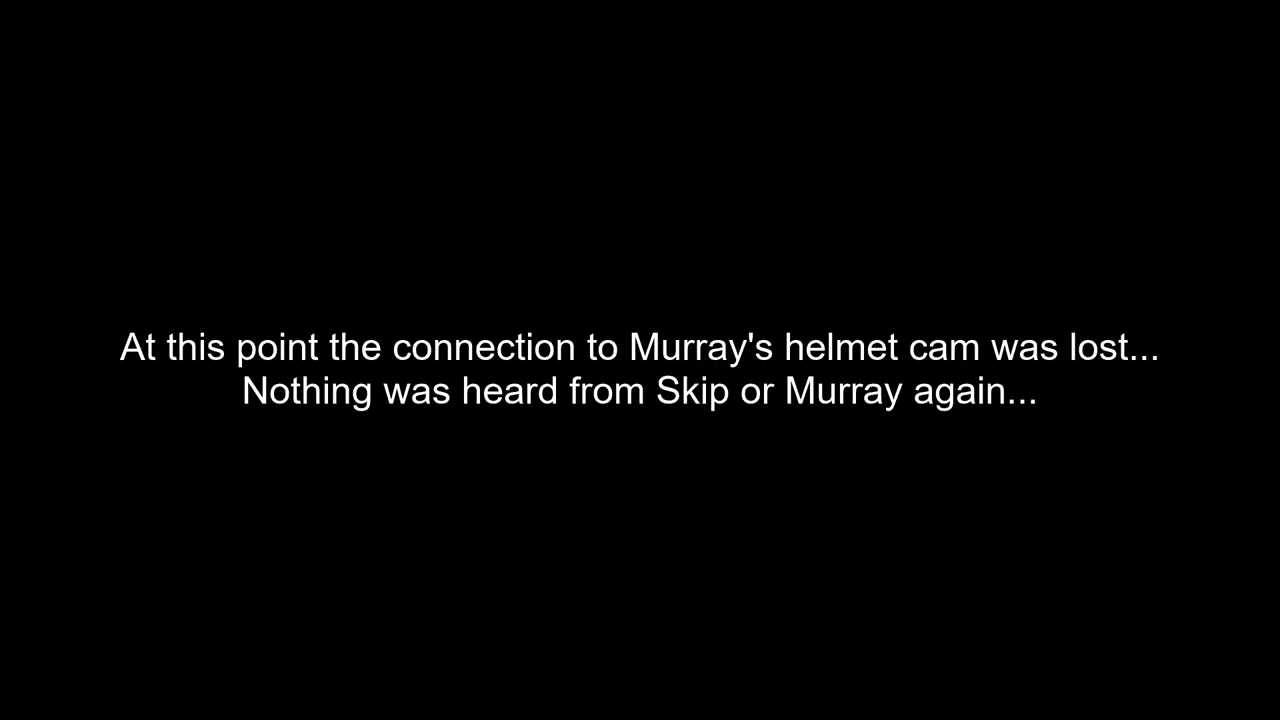 At this point the connection to Murray's helmet cam was lost...
Nothing was heard from Skip or Murray again...